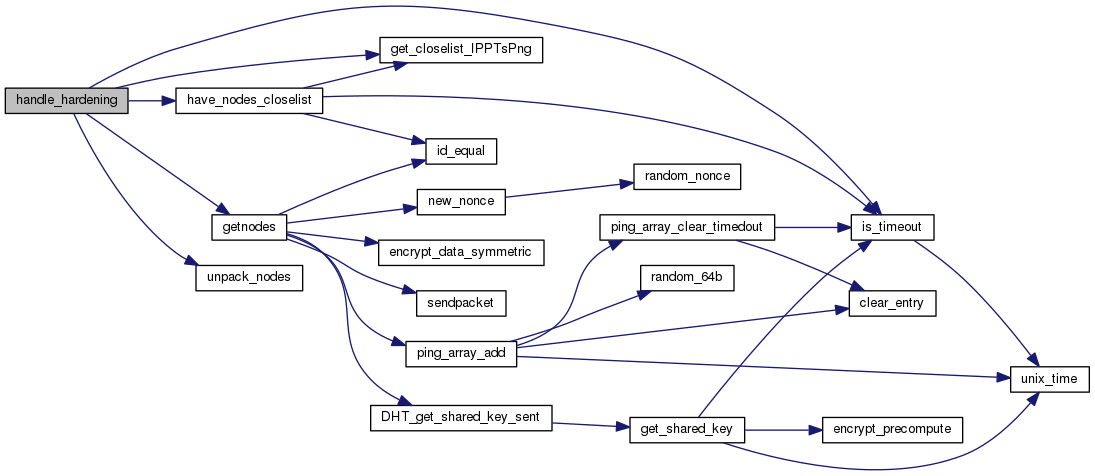 handle_hardening
get_closelist_IPPTsPng
have_nodes_closelist
id_equal
random_nonce
new_nonce
getnodes
ping_array_clear_timedout
is_timeout
encrypt_data_symmetric
unpack_nodes
random_64b
sendpacket
clear_entry
ping_array_add
unix_time
DHT_get_shared_key_sent
get_shared_key
encrypt_precompute